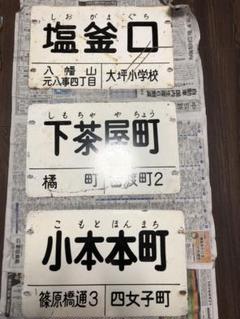 しおがまぐち
塩釜口
八幡山
元八事四丁目
大坪小学校
しもちゃやちょう
下茶屋町
橘町
渡町2
こもとほんまち
小本本町
篠原橋通3
四女子町